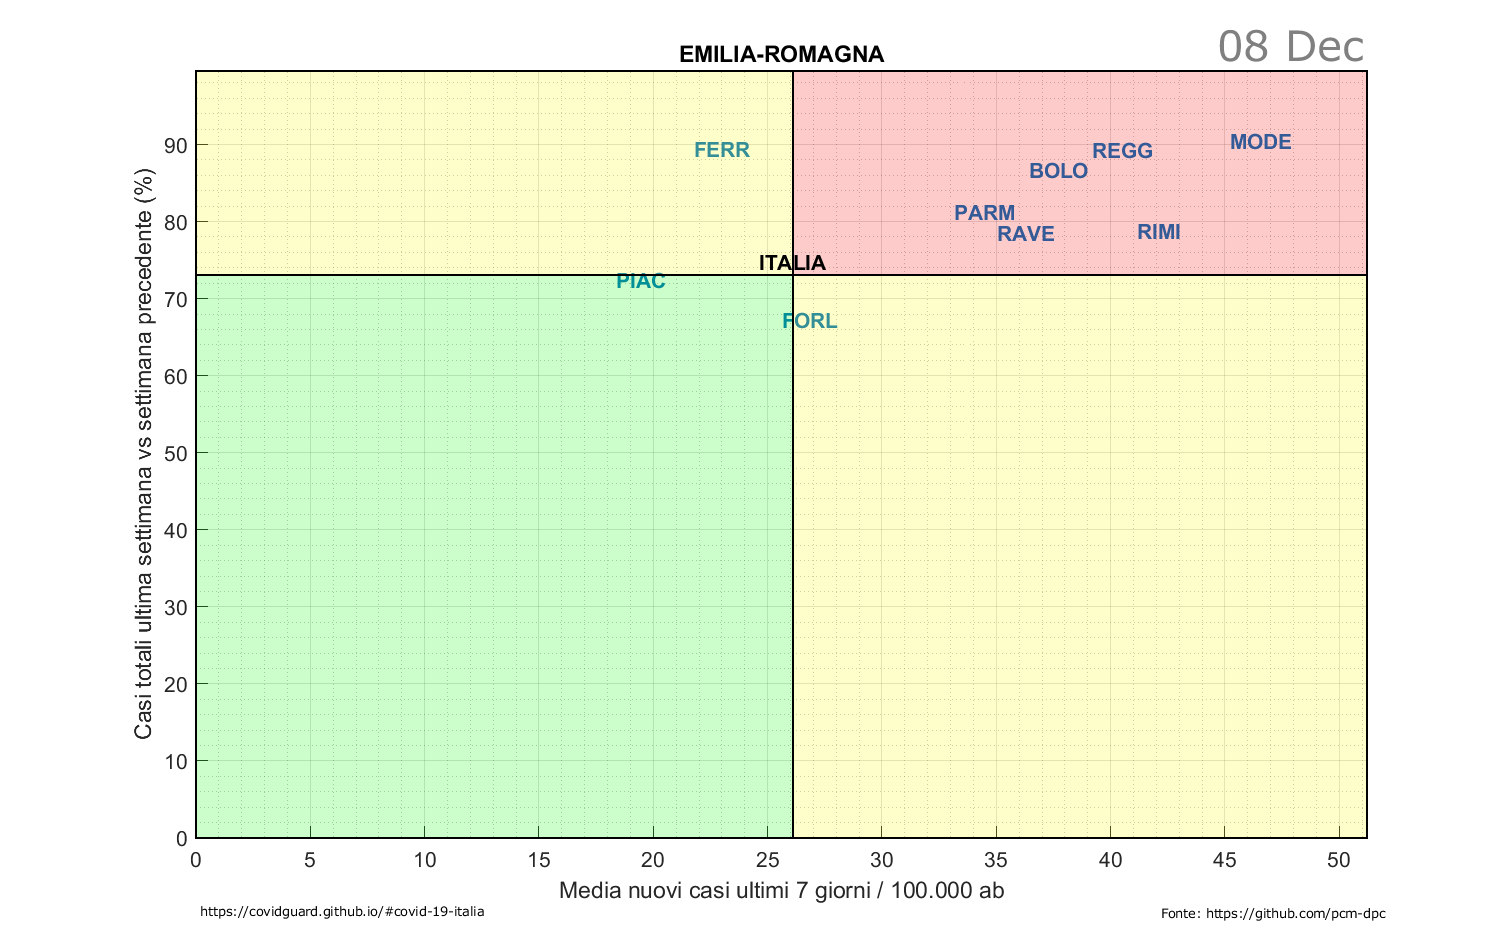 08 Dec
EMILIA-ROMAGNA
Casi totali ultima settimana vs settimana precedente (%)
90
80
70
60
50
40
30
20
10
0
FERR
MODE
REGG
BOLO
PARM
RAVE
RIMI
ITALIA
PIAC
FORL
0 5 10 15 20 25 30 35 40 45 50
Media nuovi casi ultimi 7 giorni / 100.000 ab
https://covidguard.github.io/#covid-19-italia
Fonte: https://github.com/pcm-dpc